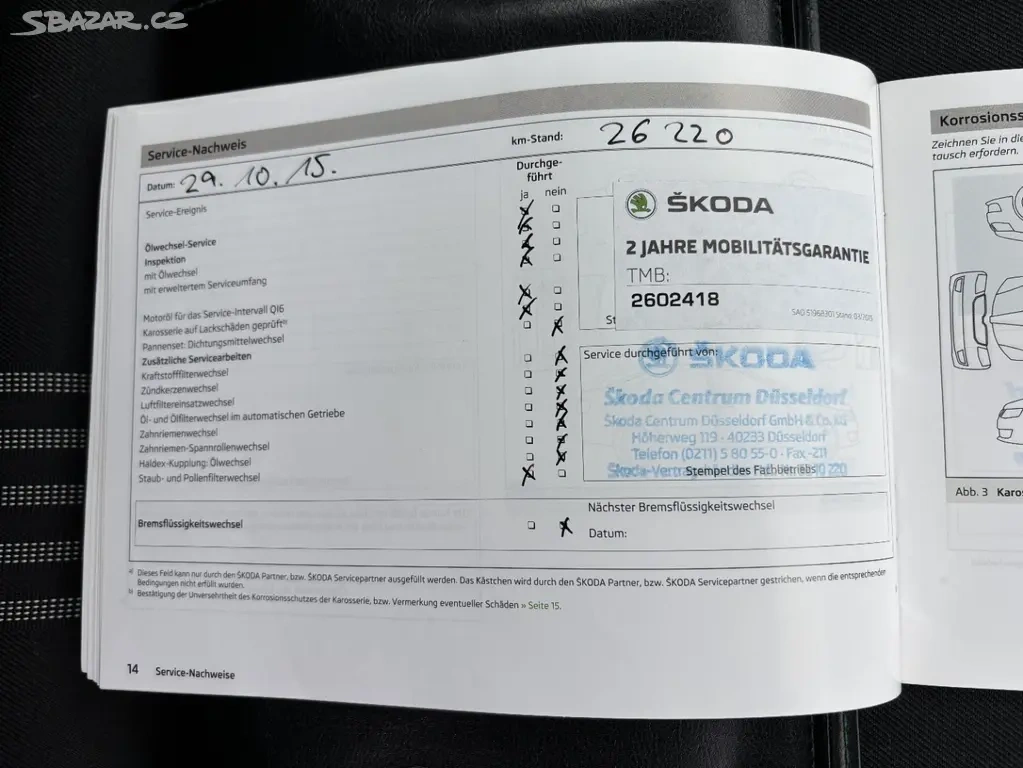 SBAZAR.CZ
Service-Nachweis
Datum: 29. 10. 15.
km-Stand: 26 220
Durchge-
führt
ja nein
Service-Ereignis
Ölwechsel-Service
Inspektion
mit Ölwechsel
mit erweitertem Serviceumfang
Motoröl für das Service-Intervall QI6
Karosserie auf Lackschäden geprüft b)
Pannenset: Dichtungsmittelwechsel
Zusätzliche Servicearbeiten
Kraftstofffilterwechsel
Zündkerzenwechsel
Luftfiltereinsatzwechsel
Öl- und Ölfilterwechsel im automatischen Getriebe
Zahnriemenwechsel
Zahnriemen-Spannrollenwechsel
Haldex-Kupplung: Ölwechsel
Staub- und Pollenfilterwechsel
ŠKODA
2 JAHRE MOBILITÄTSGARANTIE
TMB:
2602418
St
Service durchgeführt von:
ŠKODA
Škoda Centrum Düsseldorf
Škoda Centrum Düsseldorf GmbH & Co. KG
Höherweg 119 - 40233 Düsseldorf
Telefon (0211) 5 80 55-0 - Fax -211
Stempel des Fachbetriebs
Bremsflüssigkeitswechsel
Nächster Bremsflüssigkeitswechsel
Datum:
a) Dieses Feld kann nur durch den ŠKODA Partner, bzw. ŠKODA Servicepartner ausgefüllt werden. Das Kästchen wird durch den ŠKODA Partner, bzw. ŠKODA Servicepartner gestrichen, wenn die entsprechenden
Bedingungen nicht erfüllt wurden.
b) Bestätigung der Unversehrtheit des Korrosionsschutzes der Karosserie, bzw. Vermerkung eventueller Schäden » Seite 15.
14 Service-Nachweise
Korrosionss
Zeichnen Sie in die
tausch erfordern.
Abb. 3 Karos